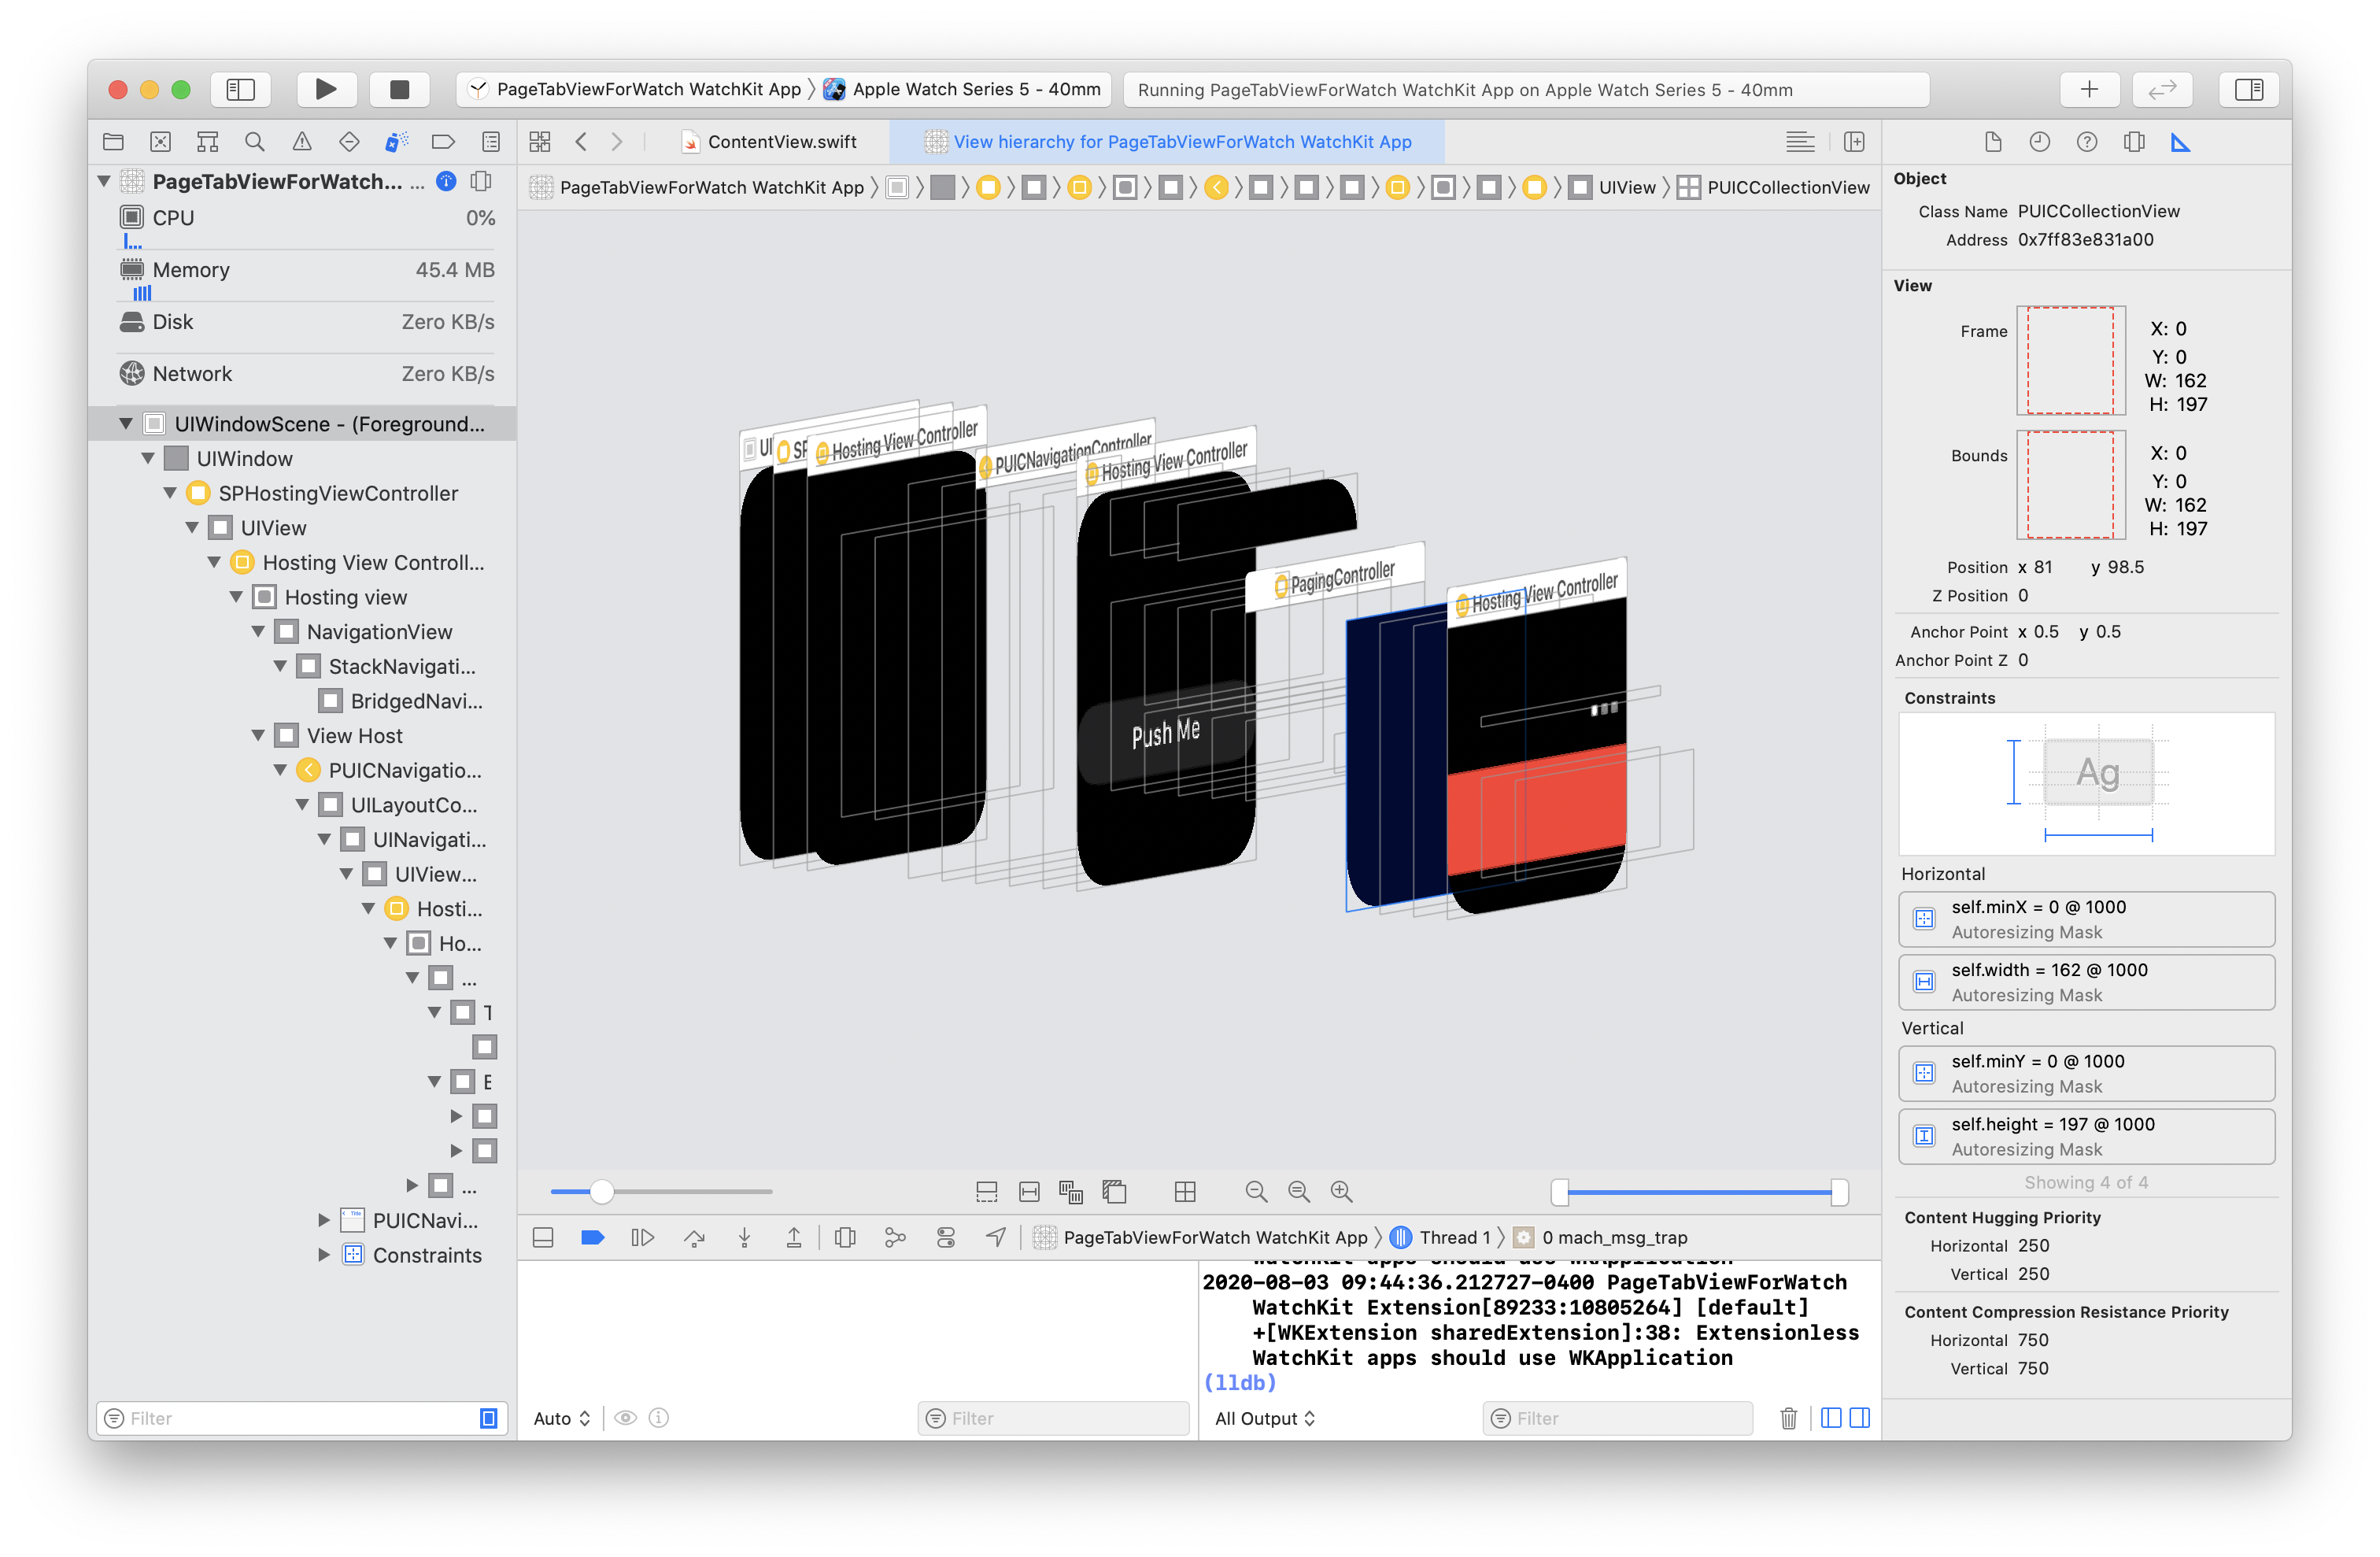 PageTabViewForWatch WatchKit App
Apple Watch Series 5 - 40mm
Running PageTabViewForWatch WatchKit App on Apple Watch Series 5 - 40mm
ContentView.swift
View hierarchy for PageTabViewForWatch WatchKit App
PageTabViewForWatch... ...
CPU 0%
Memory 45.4 MB
Disk Zero KB/s
Network Zero KB/s
UIWindowScene - (Foreground...
UIWindow
SPHostingViewController
UIView
Hosting View Controll...
Hosting view
NavigationView
StackNavigati...
BridgedNavi...
View Host
PUICNavigatio...
UILayoutCo...
UINavigati...
UIView...
Hosti...
Ho...
...
T
E
...
PUICNavi...
Constraints
Filter
PageTabViewForWatch WatchKit App
UIView
PUICCollectionView
UI
SP
Hosting View Controller
PUICNavigationController
Hosting View Controller
PagingController
Hosting View Controller
Push Me
PageTabViewForWatch WatchKit App
Thread 1
0 mach_msg_trap
WatchKit apps should use WKApplication
2020-08-03 09:44:36.212727-0400 PageTabViewForWatch
WatchKit Extension[89233:10805264] [default]
+[WKExtension sharedExtension]:38: Extensionless
WatchKit apps should use WKApplication
(lldb)
Auto
Filter
All Output
Filter
Object
Class Name PUICCollectionView
Address 0x7ff83e831a00
View
Frame
X: 0
Y: 0
W: 162
H: 197
Bounds
X: 0
Y: 0
W: 162
H: 197
Position x 81 y 98.5
Z Position 0
Anchor Point x 0.5 y 0.5
Anchor Point Z 0
Constraints
Ag
Horizontal
self.minX = 0 @ 1000
Autoresizing Mask
self.width = 162 @ 1000
Autoresizing Mask
Vertical
self.minY = 0 @ 1000
Autoresizing Mask
self.height = 197 @ 1000
Autoresizing Mask
Showing 4 of 4
Content Hugging Priority
Horizontal 250
Vertical 250
Content Compression Resistance Priority
Horizontal 750
Vertical 750